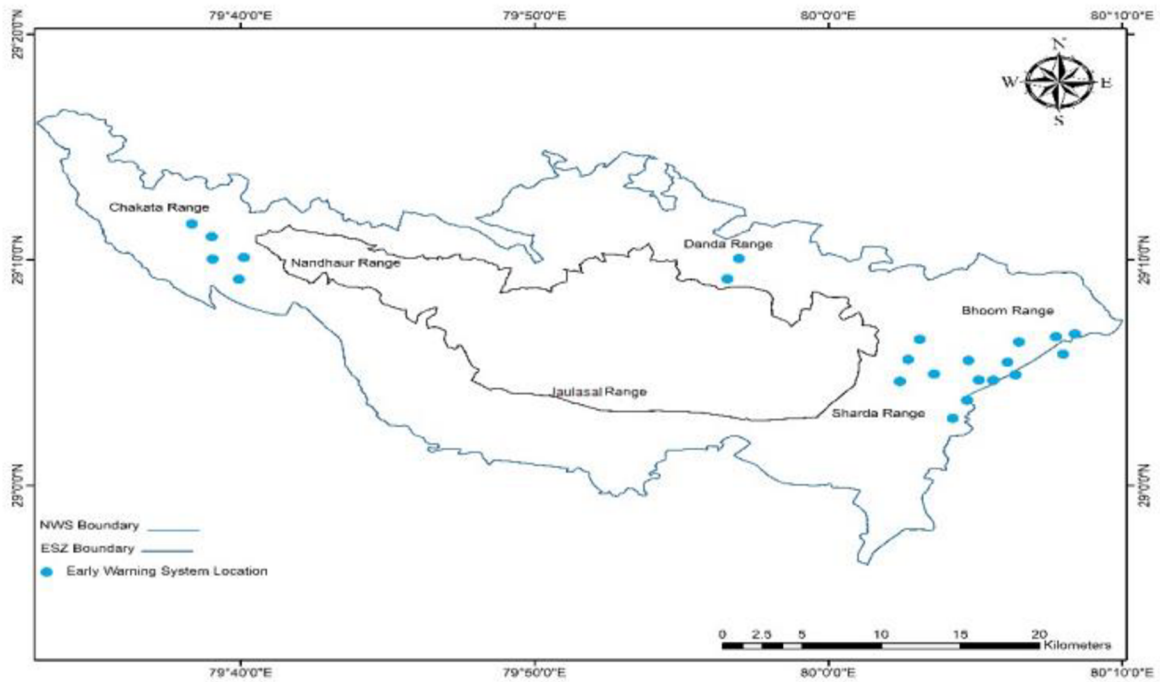 79°40'0"E 79°50'0"E 80°0'0"E 80°10'0"E
29°20'0"N
N
W E
S
Chakata Range
Danda Range
29°10'0"N 29°10'0"N
Nandhaur Range
Bhoom Range
Jaulasal Range
Sharda Range
29°0'0"N 29°0'0"N
NWS Boundary
ESZ Boundary
Early Warning System Location
0 2.5 5 10 15 20
Kilometers
79°40'0"E 79°50'0"E 80°0'0"E 80°10'0"E